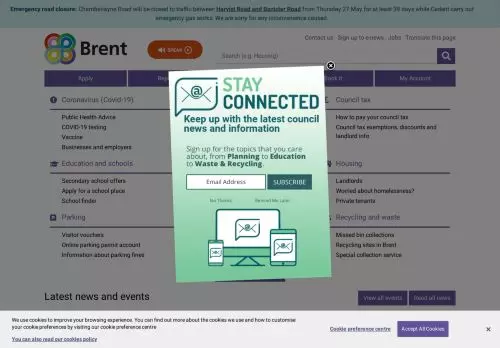 Emergency road closure: Chamberlayne Road will be closed to traffic between Harvist Road and Banister Road from Thursday 27 May for at least 38 days while Cadent carry out
emergency gas works. We are sorry for any inconvenience caused.
Contact us Sign up to e-news Jobs Translate this page
Brent
SPEAK
Search (e.g. Housing)
Apply
My Account
Coronavirus (Covid-19)
Public Health Advice
COVID-19 testing
Vaccine
Businesses and employers
Education and schools
Secondary school offers
Apply for a school place
School finder
Parking
Visitor vouchers
Online parking permit account
Information about parking fines
STAY
CONNECTED
Keep up with the latest council
news and information
Sign up for the topics that you care
about, from Planning to Education
to Waste & Recycling.
Email Address
SUBSCRIBE
No Thanks
Remind Me Later
Council tax
How to pay your council tax
Council tax exemptions, discounts and
landlord info
Housing
Landlords
Worried about homelessness?
Private tenants
Recycling and waste
Missed bin collections
Recycling sites in Brent
Special collection service
Latest news and events
View all events
Read all news
We use cookies to improve your browsing experience. You can find out more about the cookies we use and how to customise
your cookie preferences by visiting our cookie preference centre
You can also read our cookies policy
Cookie preference centre
Accept All Cookies